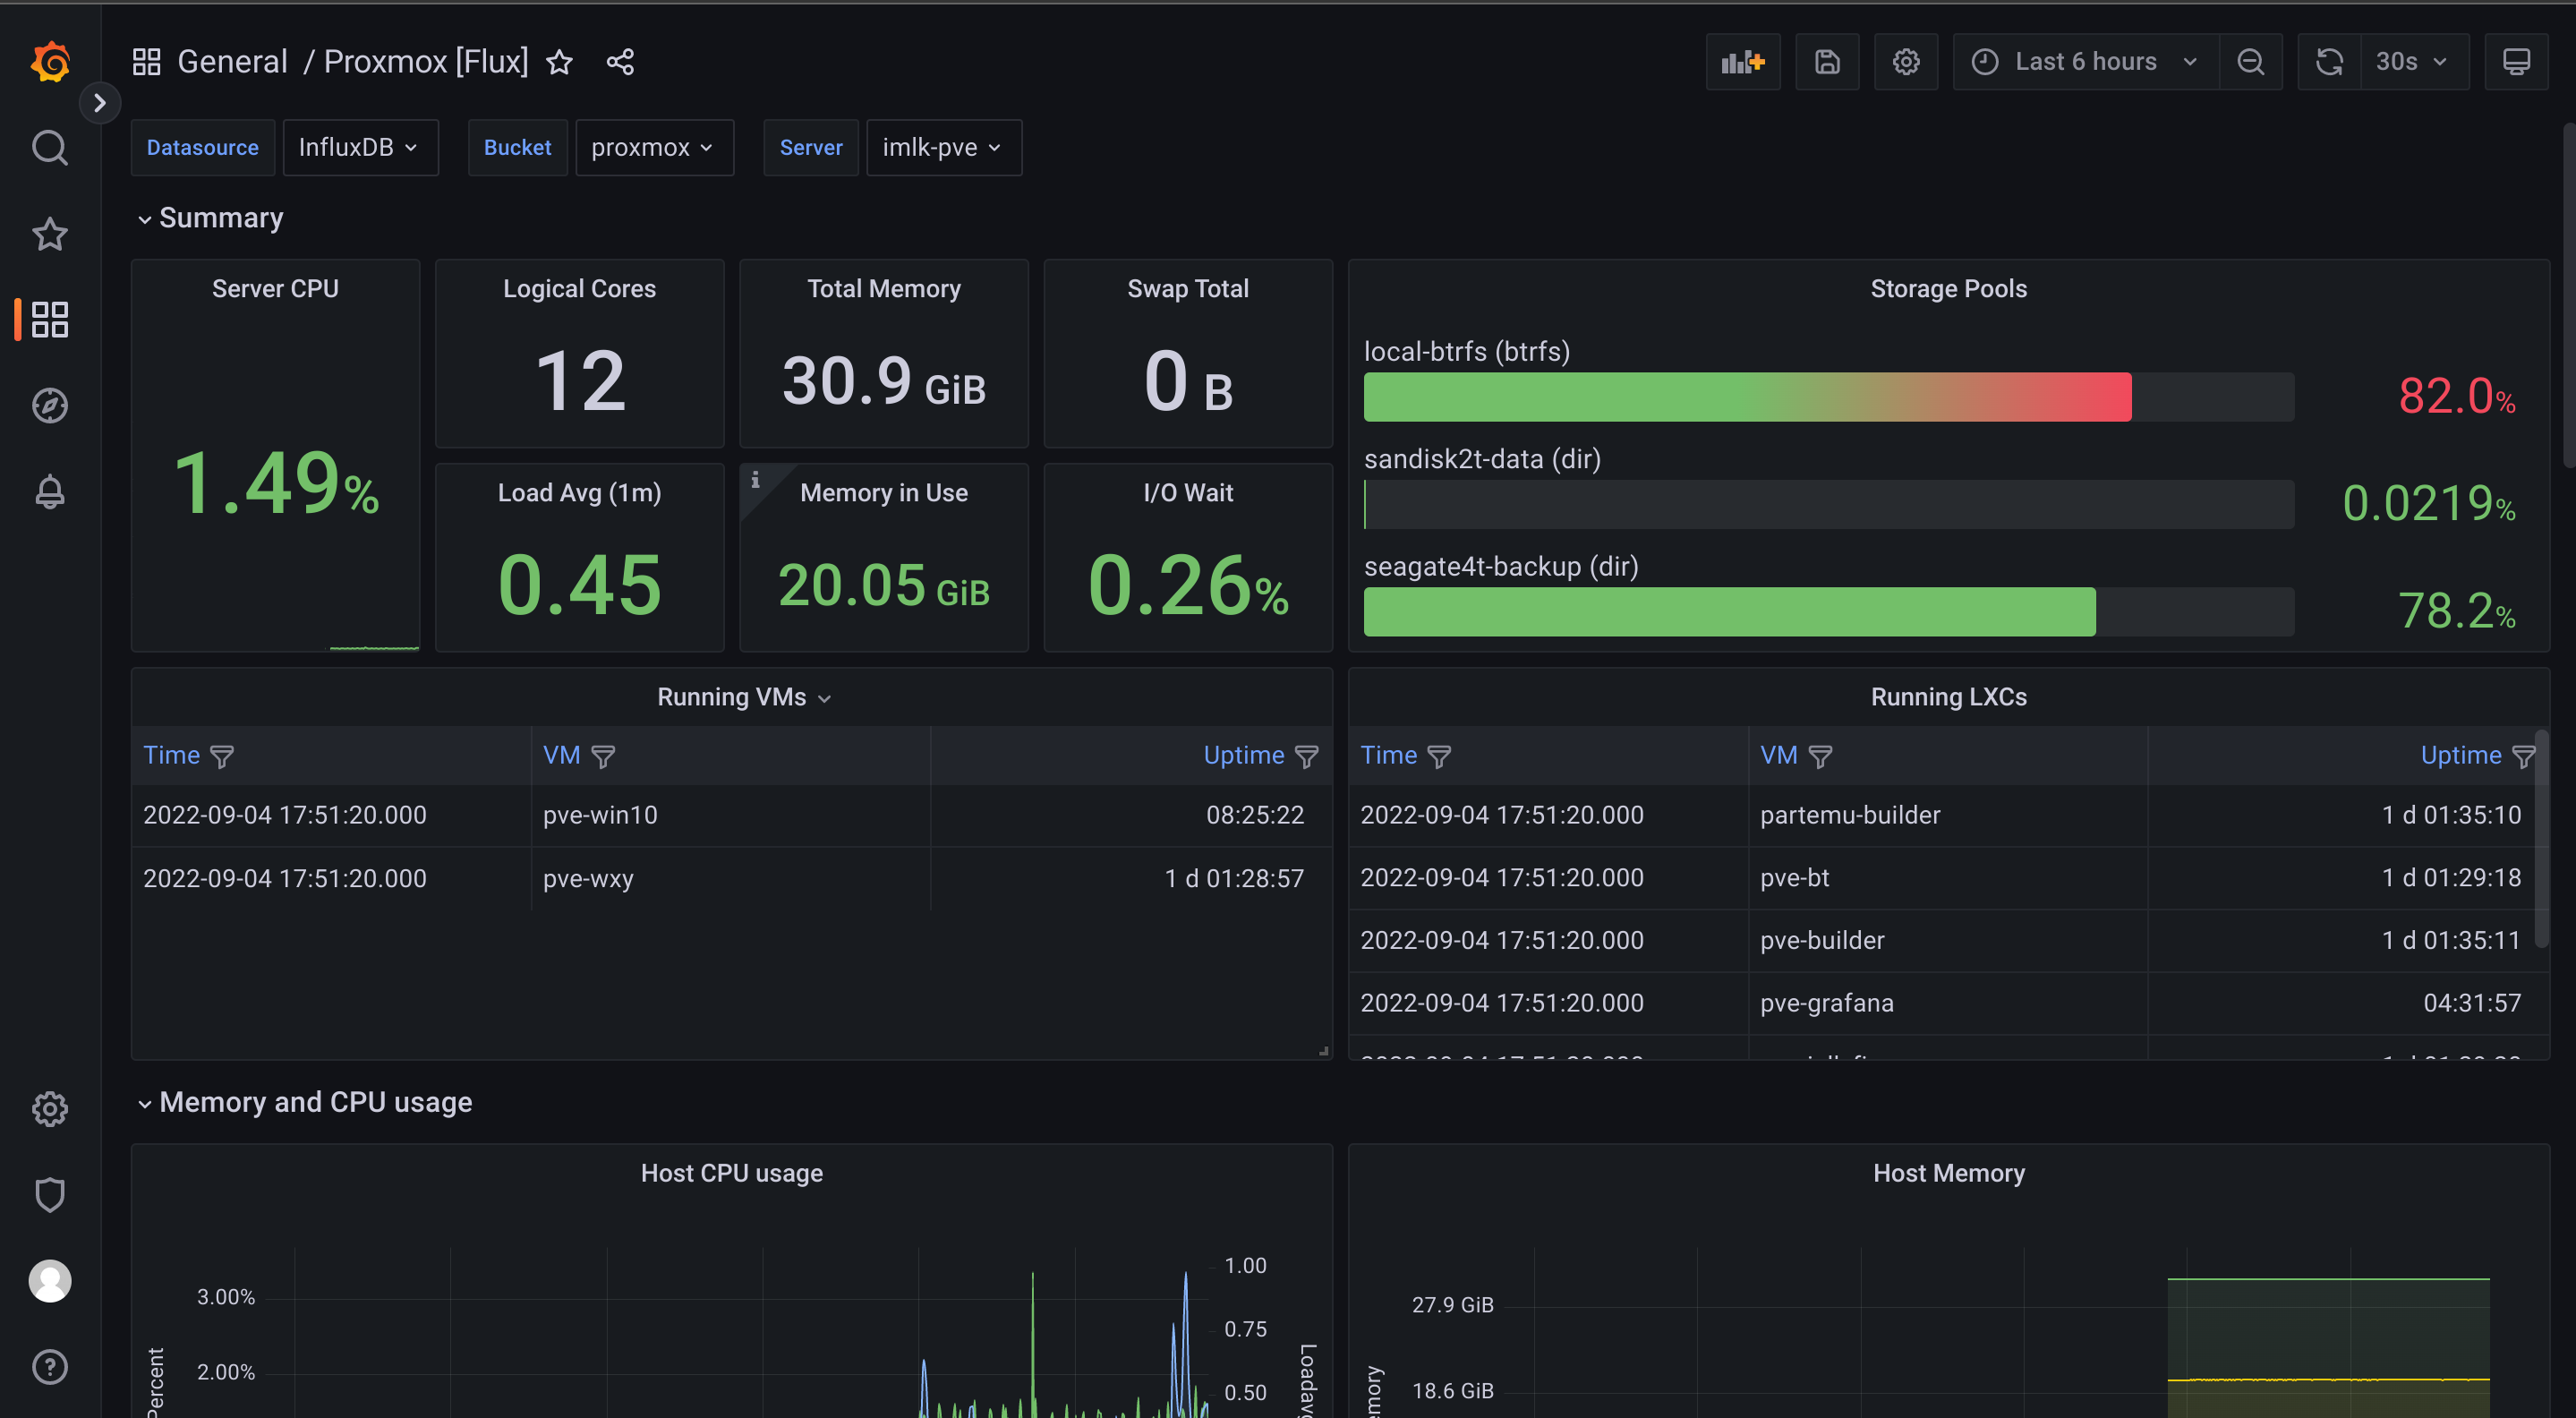 General / Proxmox [Flux]
Last 6 hours
30s
Datasource InfluxDB Bucket proxmox Server imlk-pve
Summary
Server CPU
1.49%
Logical Cores
12
Total Memory
30.9 GiB
Swap Total
0 B
Load Avg (1m)
0.45
Memory in Use
20.05 GiB
I/O Wait
0.26%
Storage Pools
local-btrfs (btrfs)
82.0%
sandisk2t-data (dir)
0.0219%
seagate4t-backup (dir)
78.2%
Running VMs
Time VM Uptime
2022-09-04 17:51:20.000 pve-win10 08:25:22
2022-09-04 17:51:20.000 pve-wxy 1 d 01:28:57
Running LXCs
Time VM Uptime
2022-09-04 17:51:20.000 partemu-builder 1 d 01:35:10
2022-09-04 17:51:20.000 pve-bt 1 d 01:29:18
2022-09-04 17:51:20.000 pve-builder 1 d 01:35:11
2022-09-04 17:51:20.000 pve-grafana 04:31:57
Memory and CPU usage
Host CPU usage
3.00%
2.00%
Percent
1.00
0.75
0.50
Host Memory
27.9 GiB
18.6 GiB